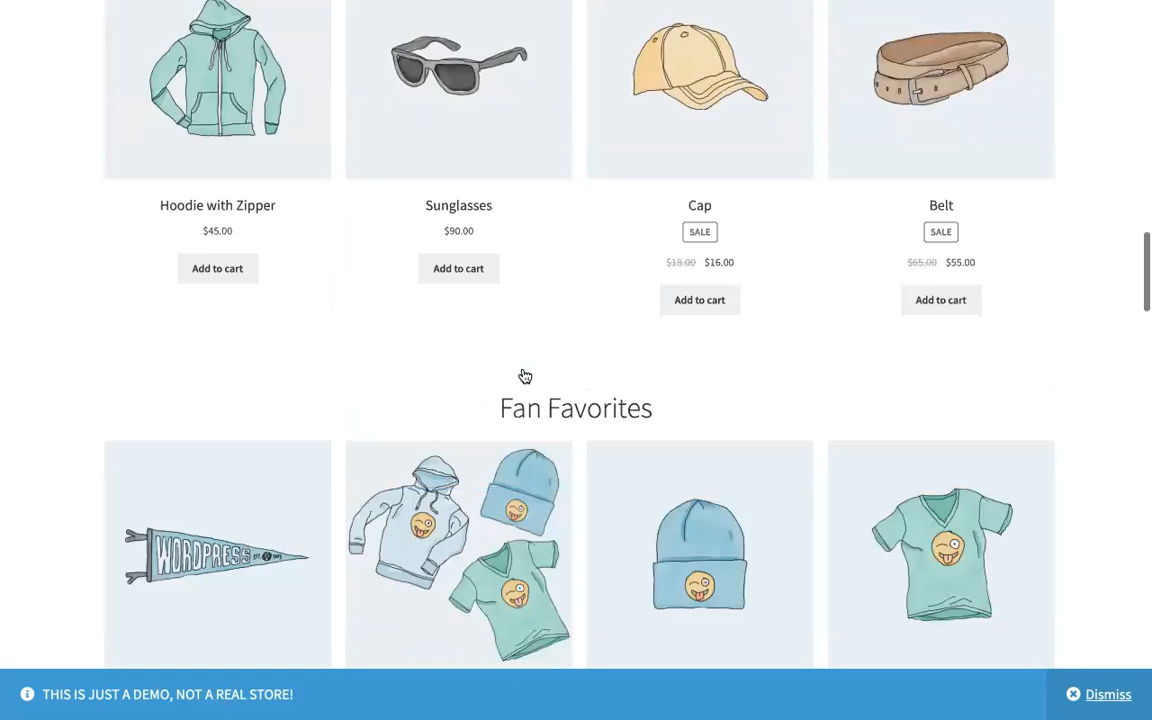 Hoodie with Zipper
Sunglasses
Cap
Belt
SALE
SALE
$45.00
$90.00
$18.00 $16.00
$65.00 $55.00
Add to cart
Add to cart
Add to cart
Add to cart
Fan Favorites
WORDPRESS
THIS IS JUST A DEMO, NOT A REAL STORE!
Dismiss